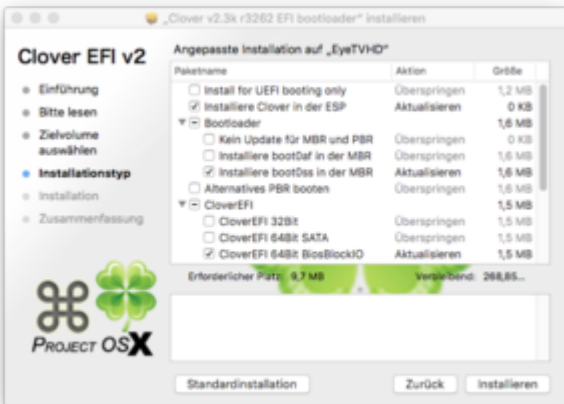 „Clover v2.3k r3262 EFI bootloader“ installieren
Clover EFI v2
Angepasste Installation auf „EyeTVHD“
Paketname Aktion Größe
Install for UEFI booting only Überspringen 1,2 MB
Installiere Clover in der ESP Aktualisieren 0 KB
Bootloader 1,6 MB
Kein Update für MBR und PBR Überspringen 0 KB
Installiere boot0af in der MBR Überspringen 1,6 MB
Installiere boot0ss in der MBR Aktualisieren 1,6 MB
Alternatives PBR booten Überspringen 1,6 MB
CloverEFI 1,5 MB
CloverEFI 32Bit Überspringen 1,5 MB
CloverEFI 64Bit SATA Überspringen 1,5 MB
CloverEFI 64Bit BiosBlockIO Aktualisieren 1,5 MB
Einführung
Bitte lesen
Zielvolume
auswählen
Installationstyp
Installation
Zusammenfassung
Erforderlicher Platz: 9,7 MB Verbleibend: 268,85...
PROJECT OSX
Standardinstallation Zurück Installieren